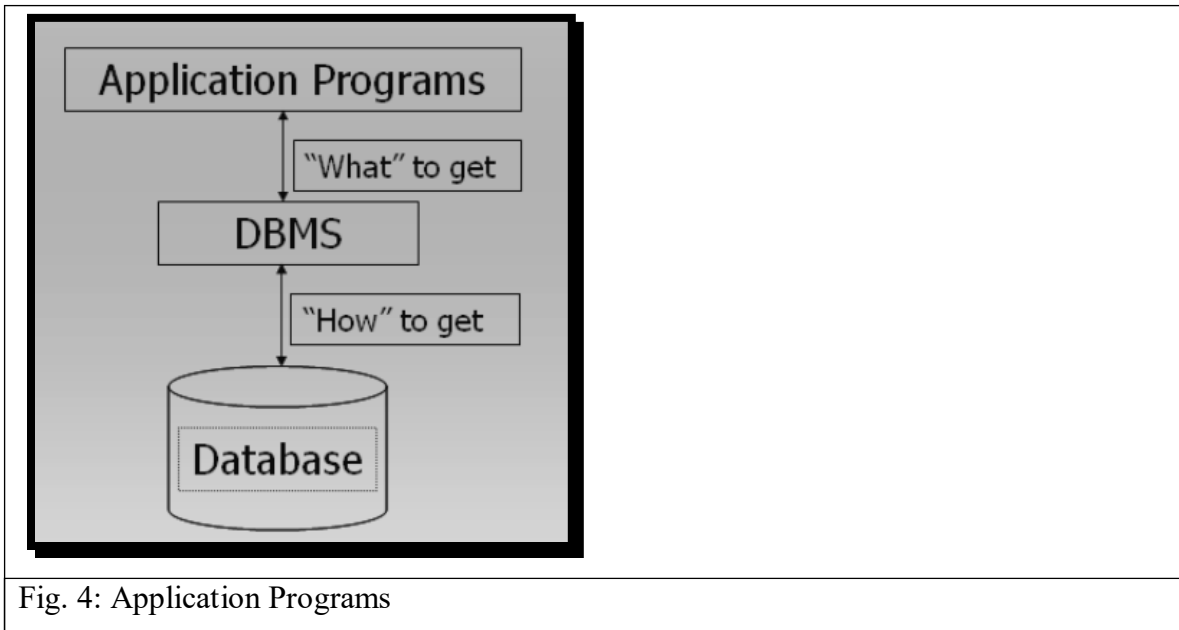 Application Programs
“What” to get
DBMS
“How” to get
Database
Fig. 4: Application Programs